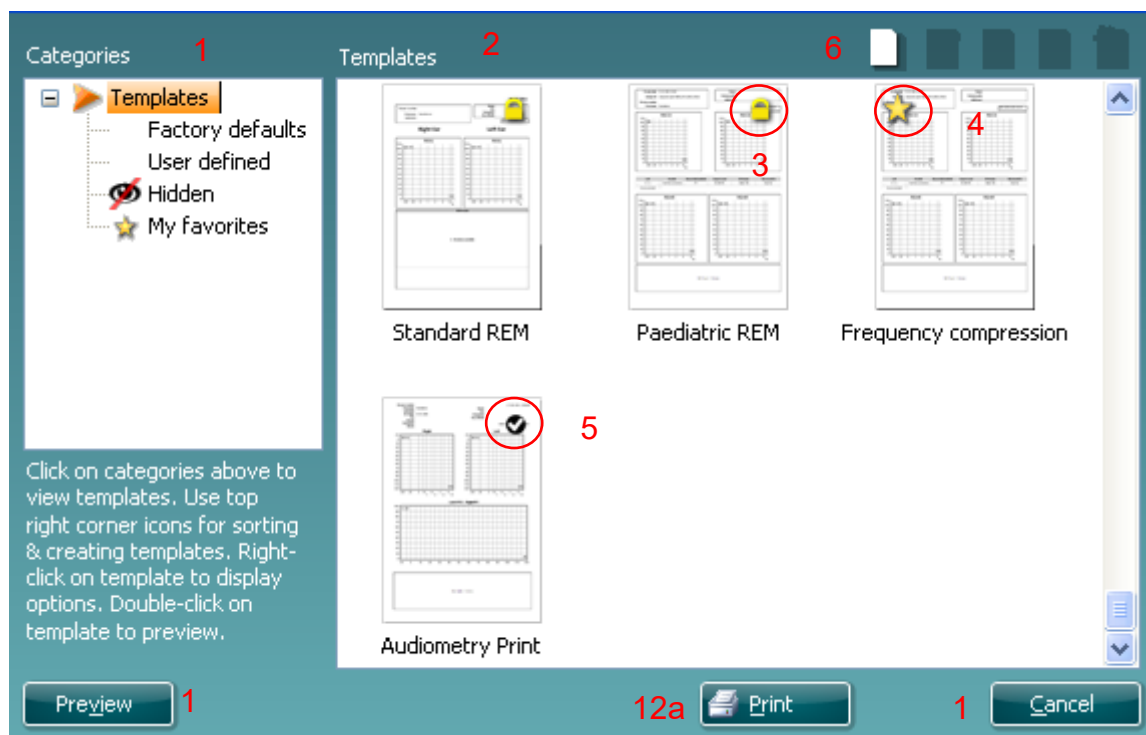 Categories 1
Templates 2 6
Templates
Factory defaults
User defined
Hidden
My favorites
3
4
Standard REM
Paediatric REM
Frequency compression
5
Audiometry Print
Click on categories above to
view templates. Use top
right corner icons for sorting
& creating templates. Right-
click on template to display
options. Double-click on
template to preview.
Preview 1
12a Print
1 Cancel